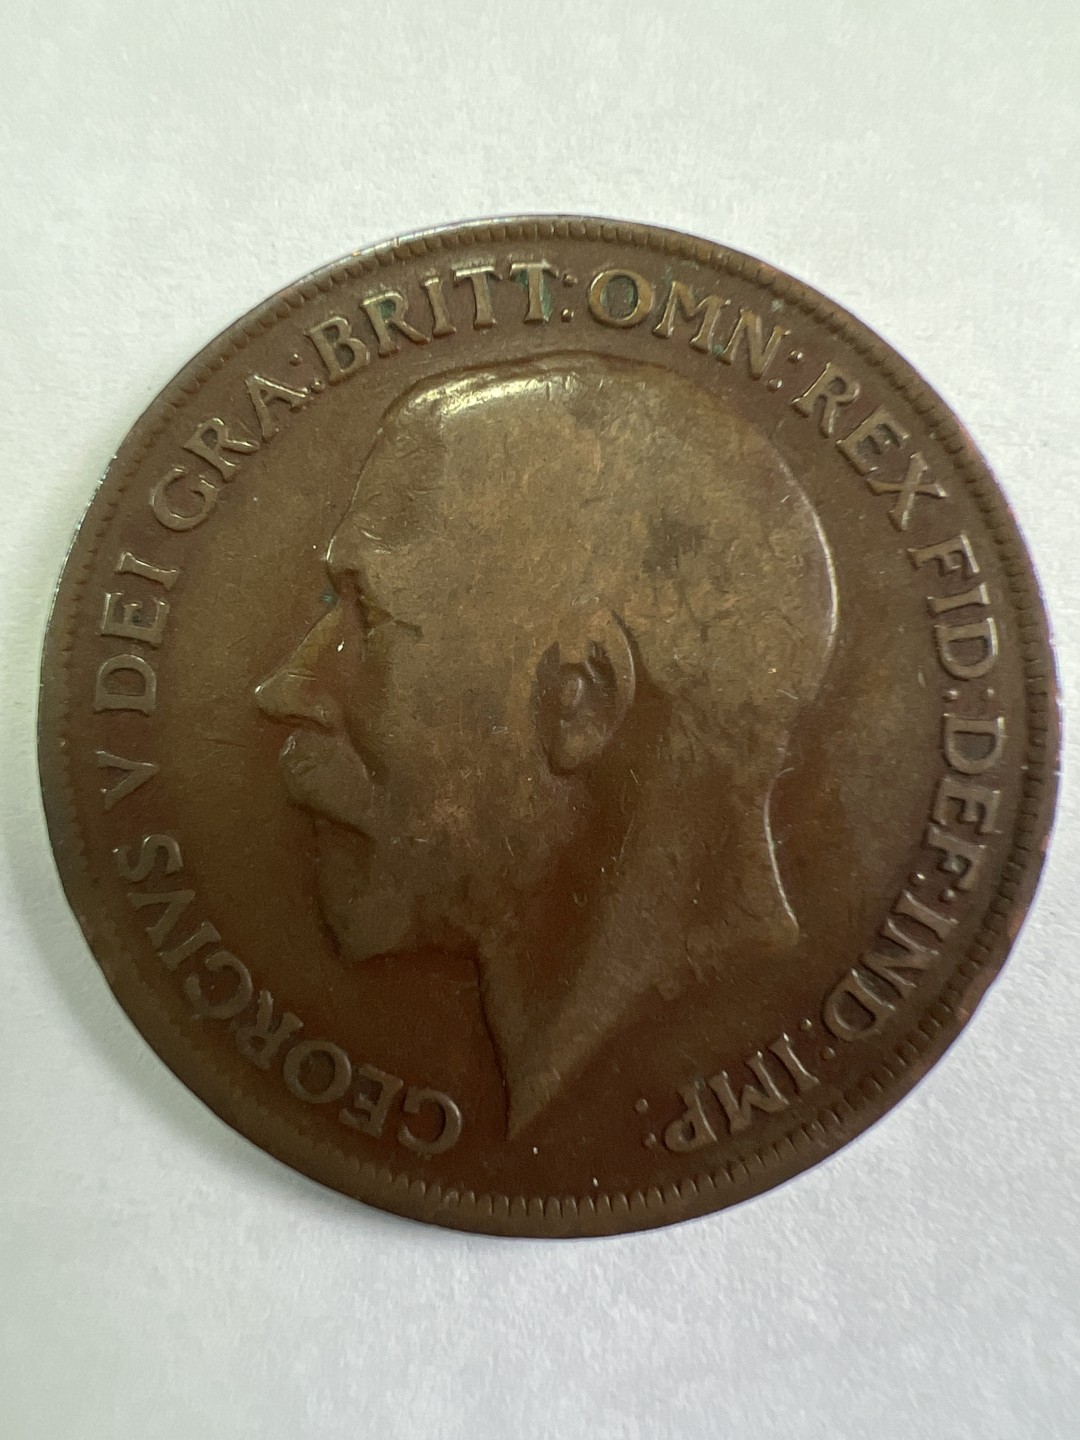 GEORGIVS V DEI GRA: BRITT: OMN: REX FID: DEF: IND: IMP: